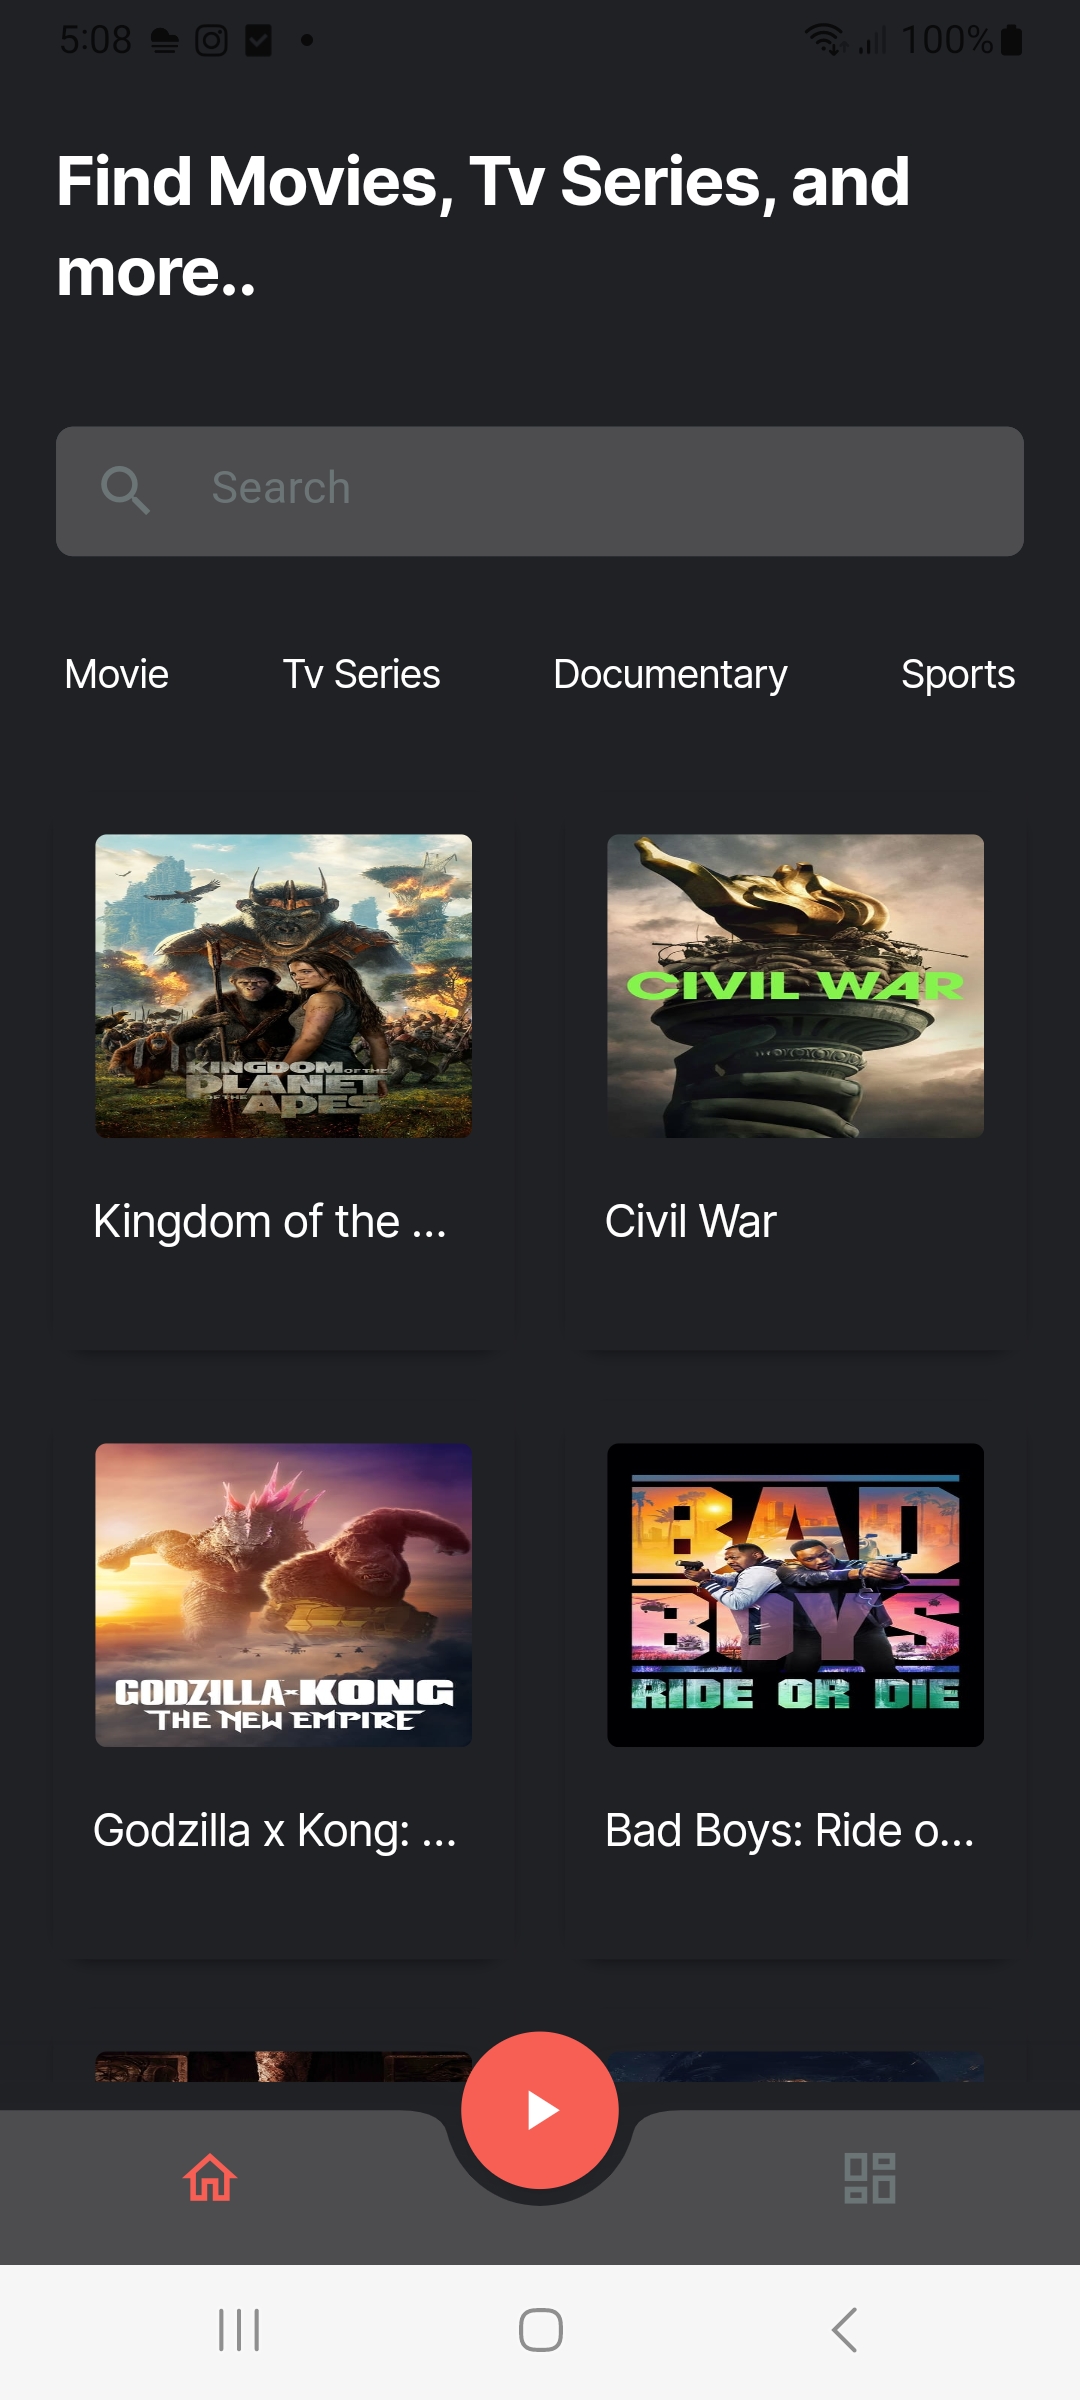 5:08
100%
Find Movies, Tv Series, and
more..
Search
Movie Tv Series Documentary Sports
KINGDOM OF THE
PLANET
OF THE APES
CIVIL WAR
Kingdom of the ...
Civil War
GODZILLA x KONG
THE NEW EMPIRE
BAD
BOYS
RIDE OR DIE
Godzilla x Kong: ...
Bad Boys: Ride o...